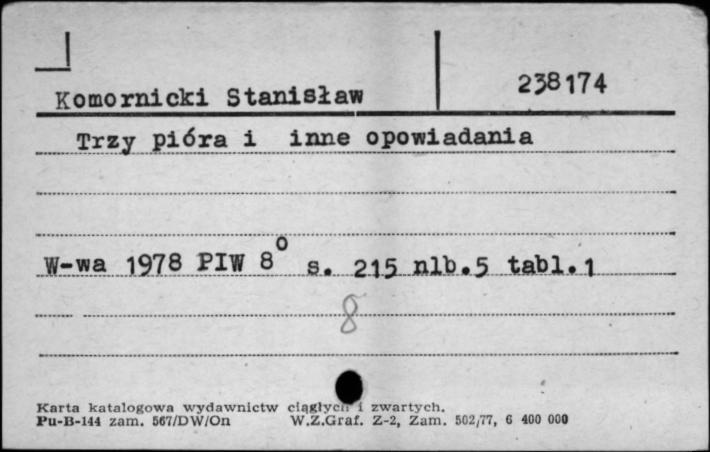 Komornicki Stanisław 238174
Trzy pióra i inne opowiadania
W-wa 1978 PIW 8° s. 215 nlb.5 tabl.1
8
Karta katalogowa wydawnictw ciągłych i zwartych.
Pu-B-144 zam. 567/DW/On W.Z.Graf. Z-2, Zam. 502/77, 6 400 000